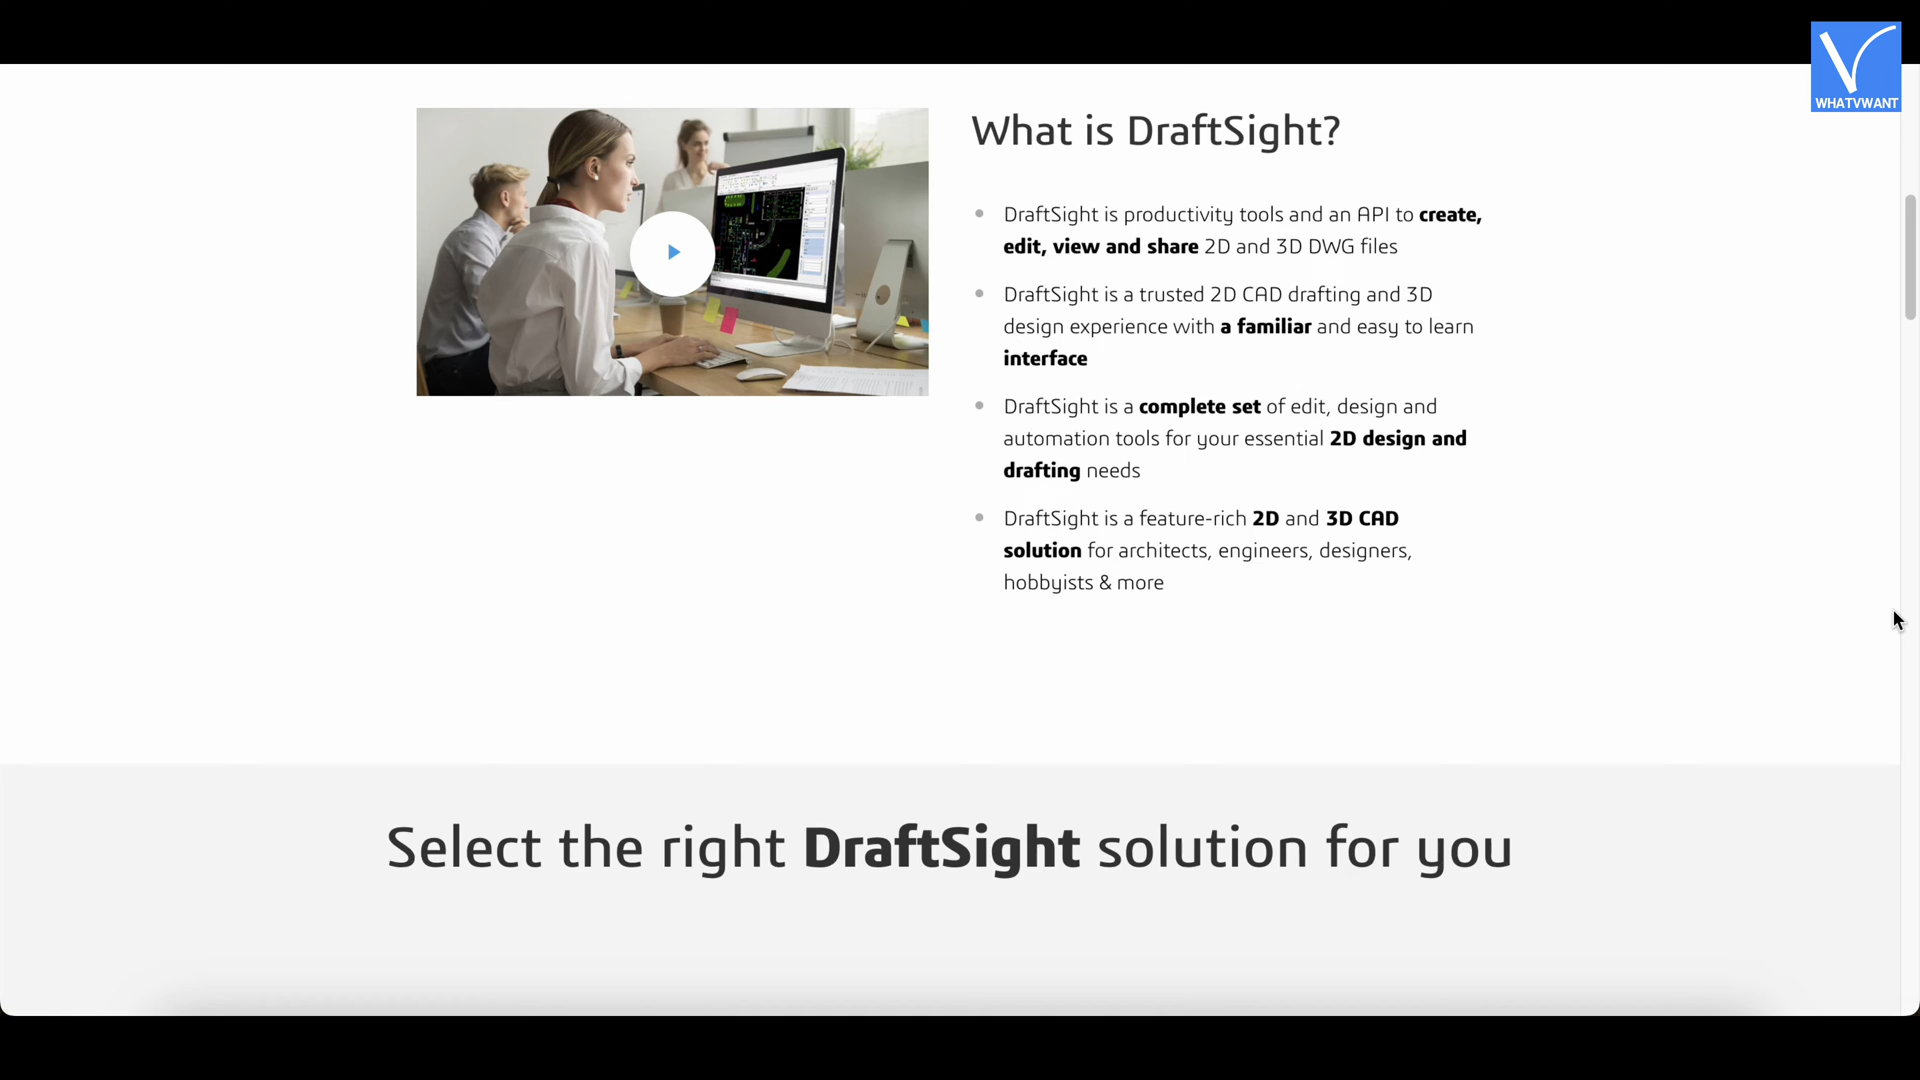 WHATVWANT
What is DraftSight?
DraftSight is productivity tools and an API to create,
edit, view and share 2D and 3D DWG files
DraftSight is a trusted 2D CAD drafting and 3D
design experience with a familiar and easy to learn
interface
DraftSight is a complete set of edit, design and
automation tools for your essential 2D design and
drafting needs
DraftSight is a feature-rich 2D and 3D CAD
solution for architects, engineers, designers,
hobbyists & more
Select the right DraftSight solution for you